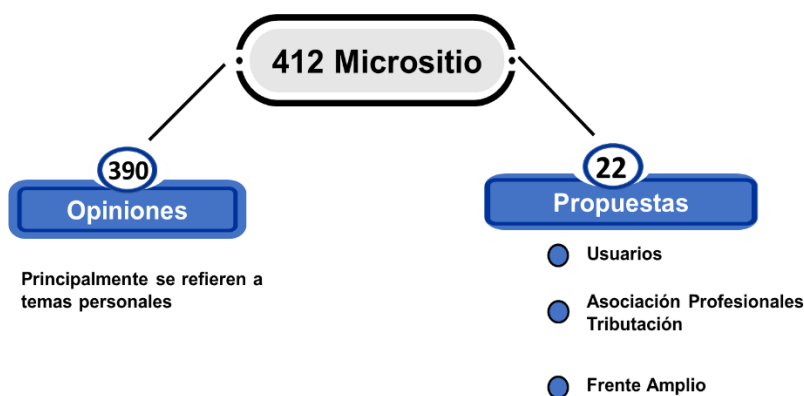 412 Micrositio
390
Opiniones
Principalmente se refieren a
temas personales
22
Propuestas
Usuarios
Asociación Profesionales
Tributación
Frente Amplio